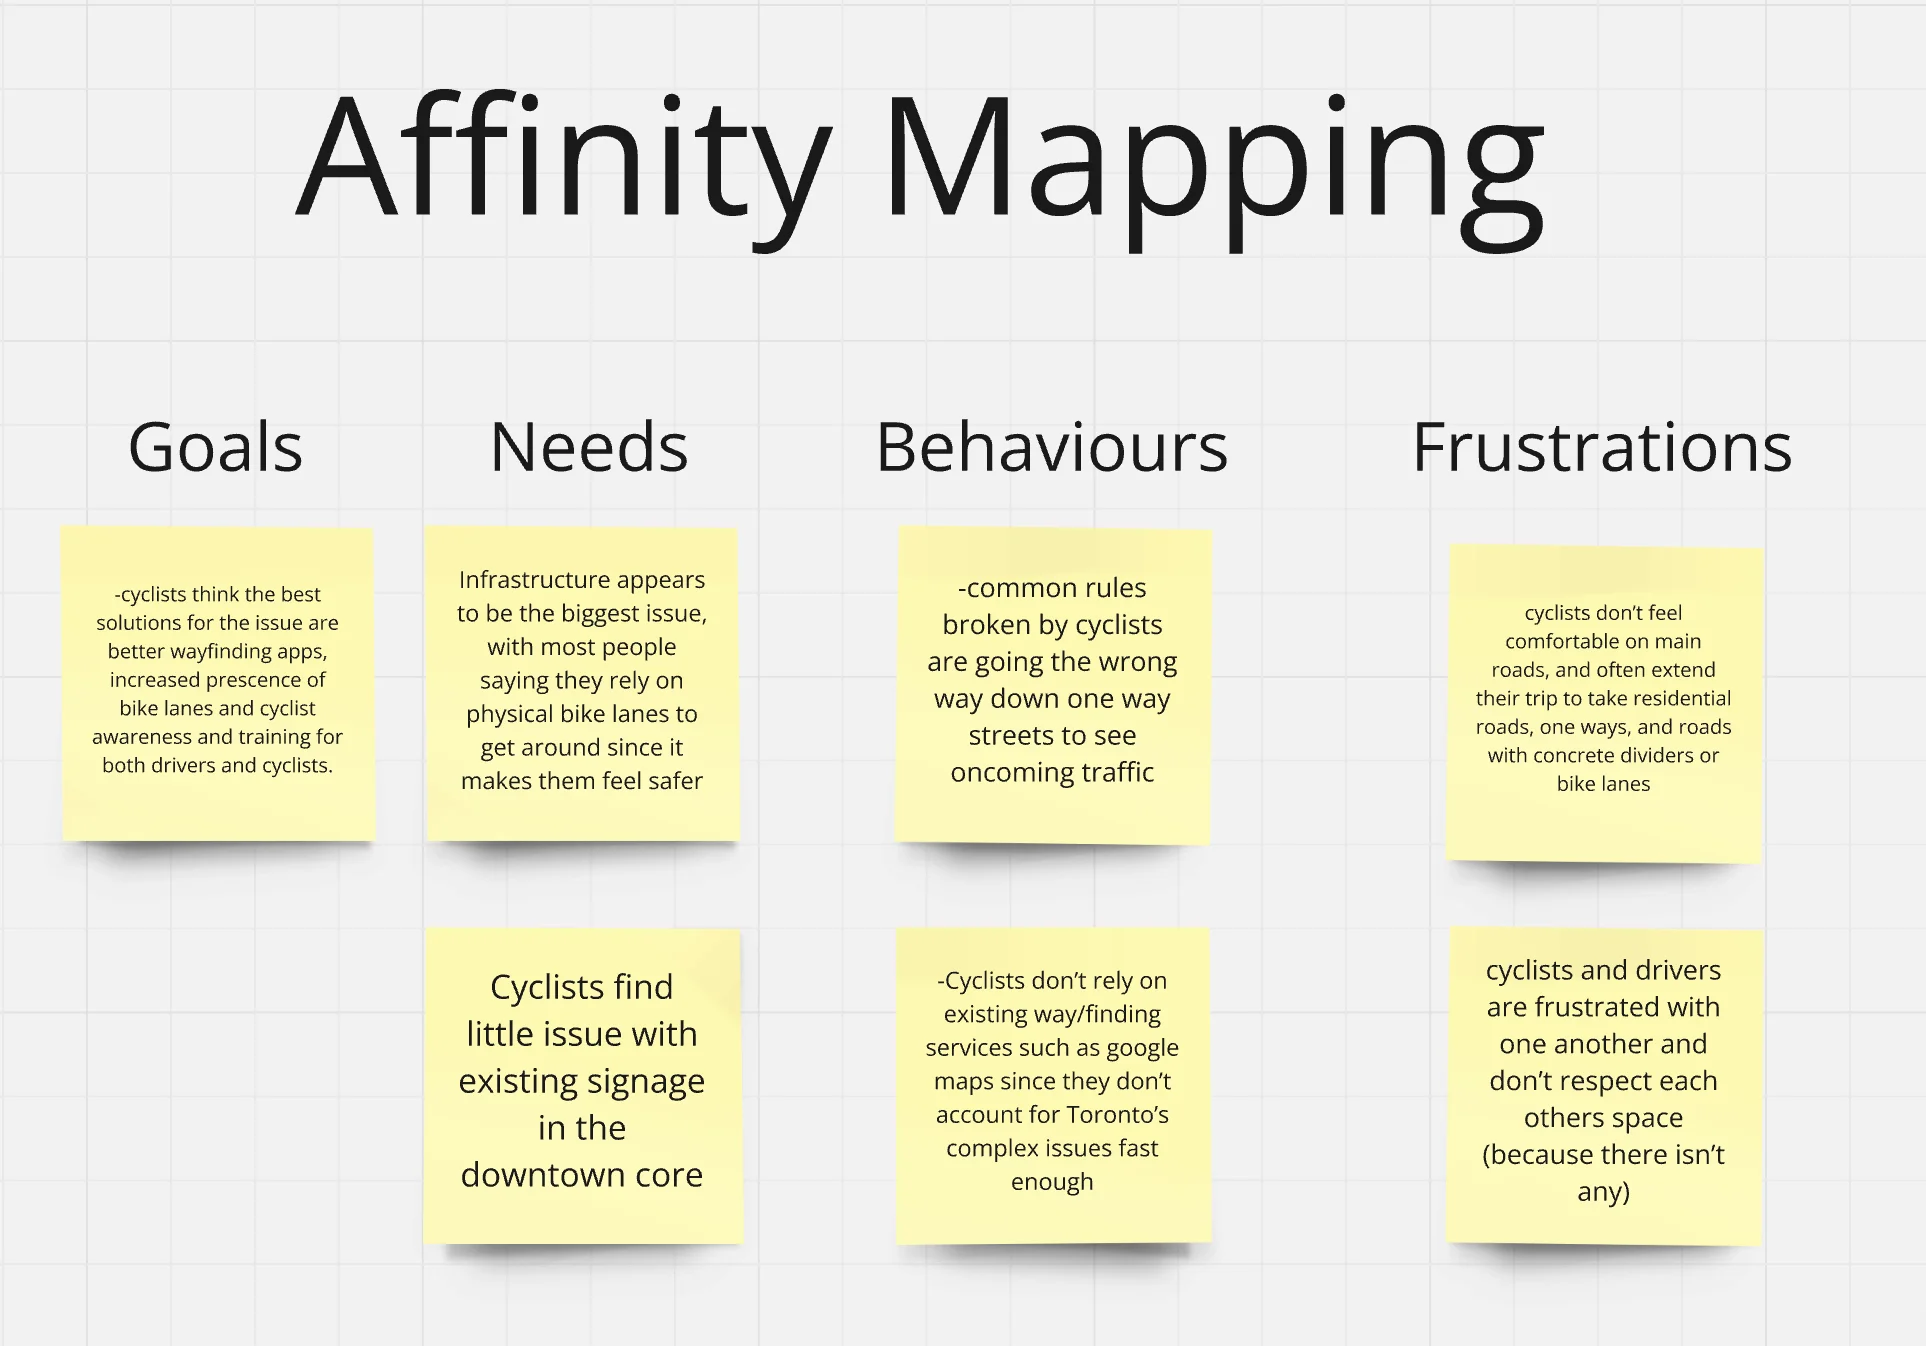 Affinity Mapping
Goals
Needs
Behaviours
Frustrations
-cyclists think the best
solutions for the issue are
better wayfinding apps,
increased prescence of
bike lanes and cyclist
awareness and training for
both drivers and cyclists.
Infrastructure appears
to be the biggest issue,
with most people
saying they rely on
physical bike lanes to
get around since it
makes them feel safer
-common rules
broken by cyclists
are going the wrong
way down one way
streets to see
oncoming traffic
cyclists don’t feel
comfortable on main
roads, and often extend
their trip to take residential
roads, one ways, and roads
with concrete dividers or
bike lanes
Cyclists find
little issue with
existing signage
in the
downtown core
-Cyclists don’t rely on
existing way/finding
services such as google
maps since they don’t
account for Toronto’s
complex issues fast
enough
cyclists and drivers
are frustrated with
one another and
don’t respect each
others space
(because there isn’t
any)